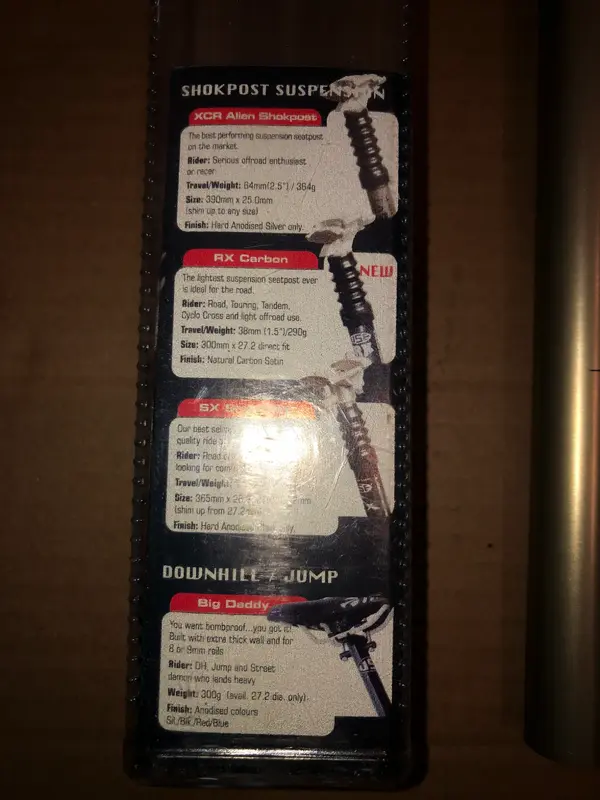 SHOKPOST SUSPENSION
XCR Alien Shokpost
The best performing suspension seatpost
on the market.
Rider: Serious offroad enthusiast
or racer
Travel/Weight: 64mm(2.5") / 364g
Size: 390mm x 25.0mm
(shim up to any size)
Finish: Hard Anodised Silver only.
RX Carbon
NEW
The lightest suspension seatpost ever
is ideal for the road.
Rider: Road, Touring, Tandem,
Cyclo Cross and light offroad use.
Travel/Weight: 38mm (1.5"/290g
Size: 300mm x 27.2 direct fit
Finish: Natural Carbon Satin
SX
Our best
quality ride
Rider: Road
looking for
Travel/Weight:
Size: 365mm x
(shim up from 27.2
Finish: Hard Anodised only.
DOWNHILL / JUMP
Big Daddy
You want bombproof...you got it!
Built with extra thick wall and for
8 or 9mm rails
Rider: DH, Jump and Street
demon who lands heavy
Weight: 300g (avail. 27.2 dia. only)
Finish: Anodised colours
Sil./Blk./Red/Blue